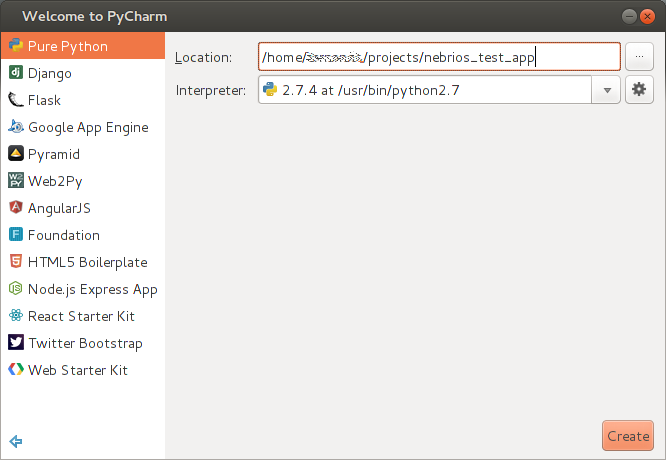 Welcome to PyCharm
Pure Python
Django
Flask
Google App Engine
Pyramid
Web2Py
AngularJS
Foundation
HTML5 Boilerplate
Node.js Express App
React Starter Kit
Twitter Bootstrap
Web Starter Kit
Location: /home/ /projects/nebrios_test_app ...
Interpreter: 2.7.4 at /usr/bin/python2.7
Create